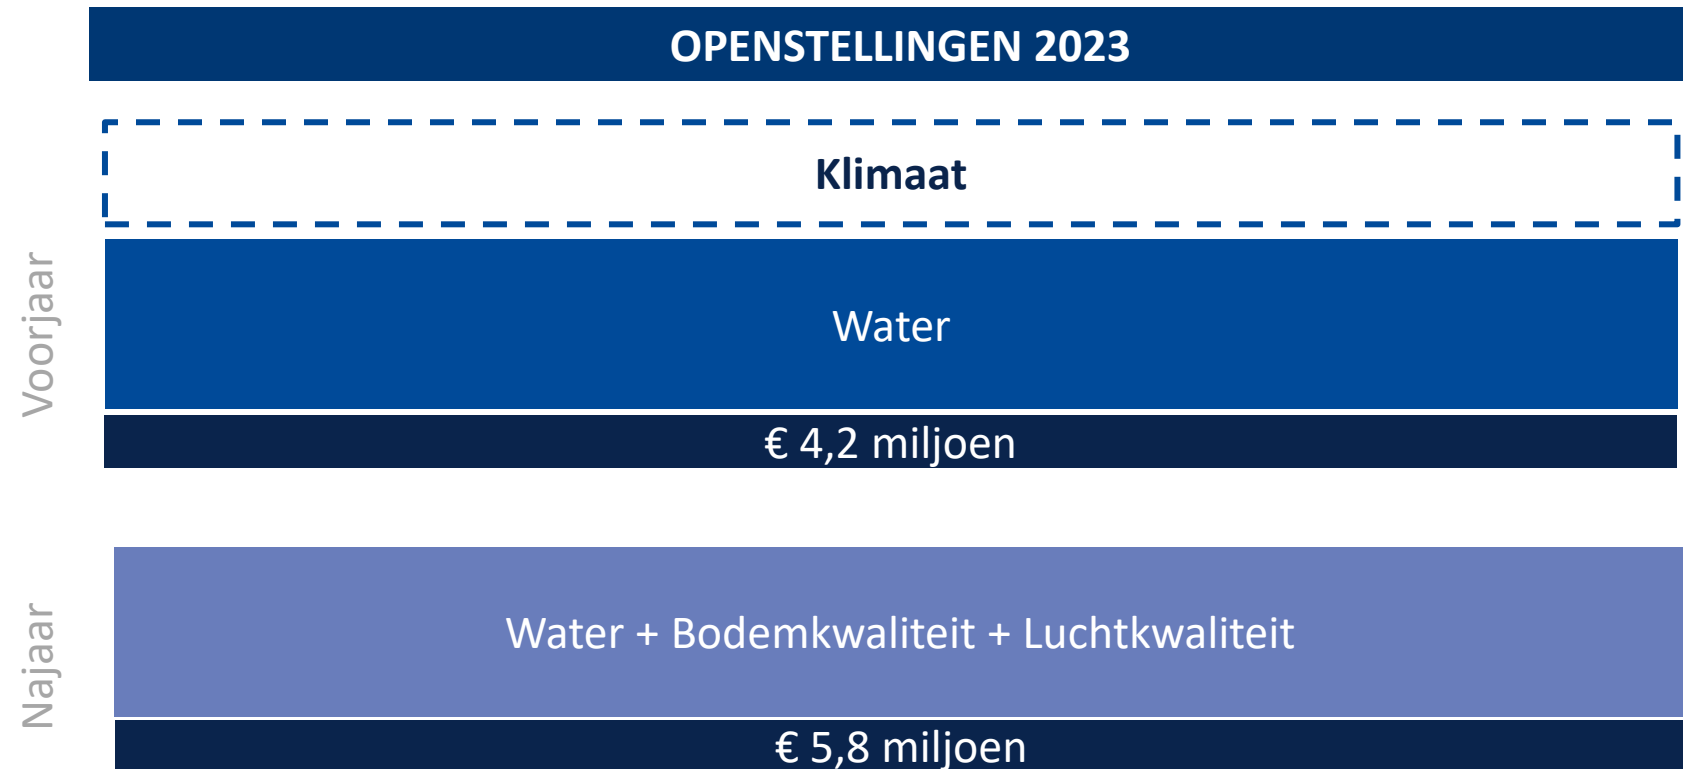 OPENSTELLINGEN 2023
Voorjaar
Klimaat
Water
€ 4,2 miljoen
Najaar
Water + Bodemkwaliteit + Luchtkwaliteit
€ 5,8 miljoen